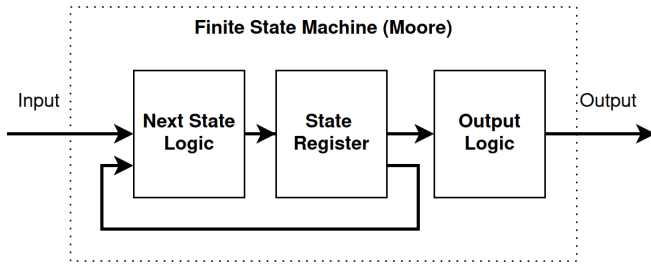 Finite State Machine (Moore)
Input
Next State
Logic
State
Register
Output
Logic
Output